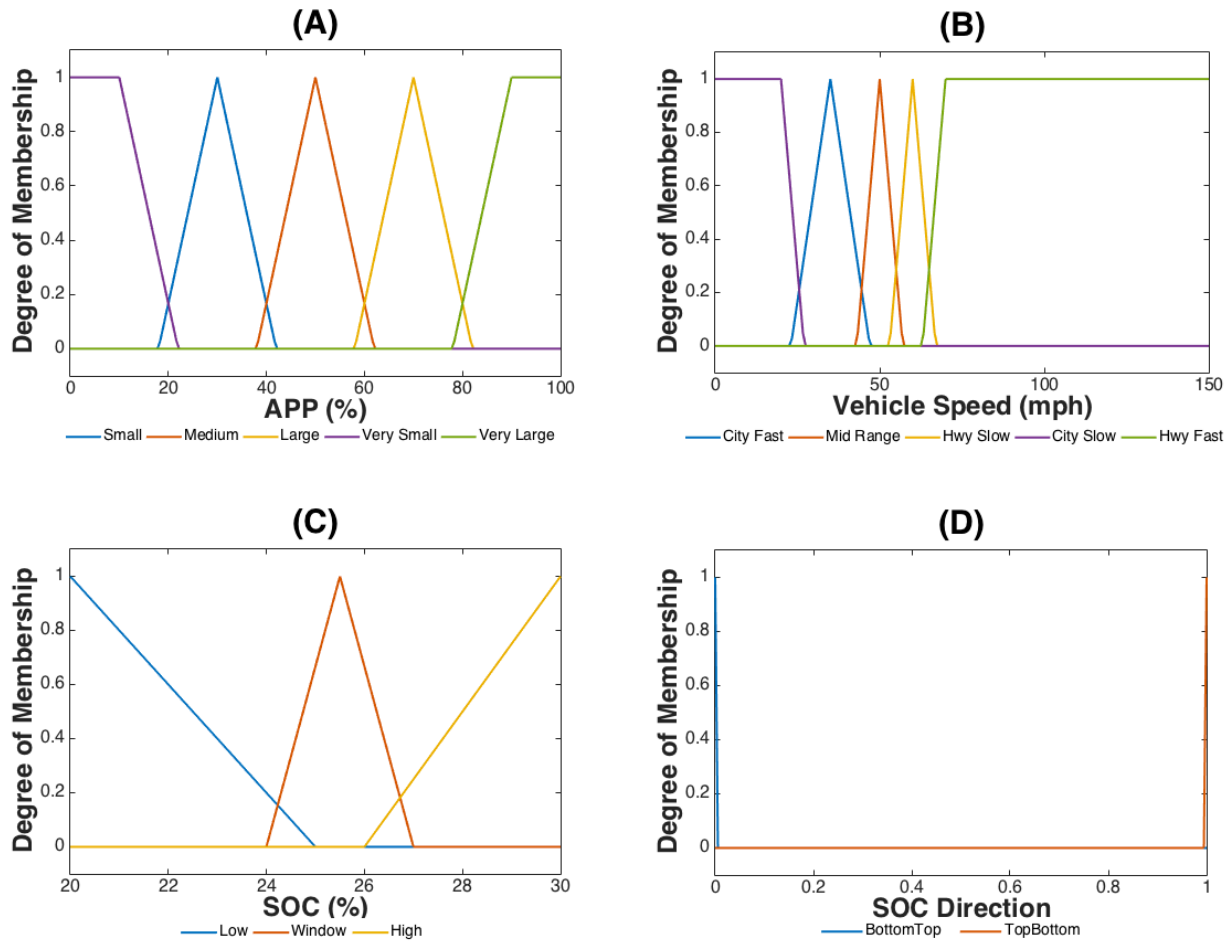 (A)
Degree of Membership
1
0.8
0.6
0.4
0.2
0
0 20 40 60 80 100
APP (%)
Small Medium Large Very Small Very Large
(B)
Degree of Membership
1
0.8
0.6
0.4
0.2
0
0 50 100 150
Vehicle Speed (mph)
City Fast Mid Range Hwy Slow City Slow Hwy Fast
(C)
Degree of Membership
1
0.8
0.6
0.4
0.2
0
20 22 24 26 28 30
SOC (%)
Low Window High
(D)
Degree of Membership
1
0.8
0.6
0.4
0.2
0
0 0.2 0.4 0.6 0.8 1
SOC Direction
BottomTop TopBottom